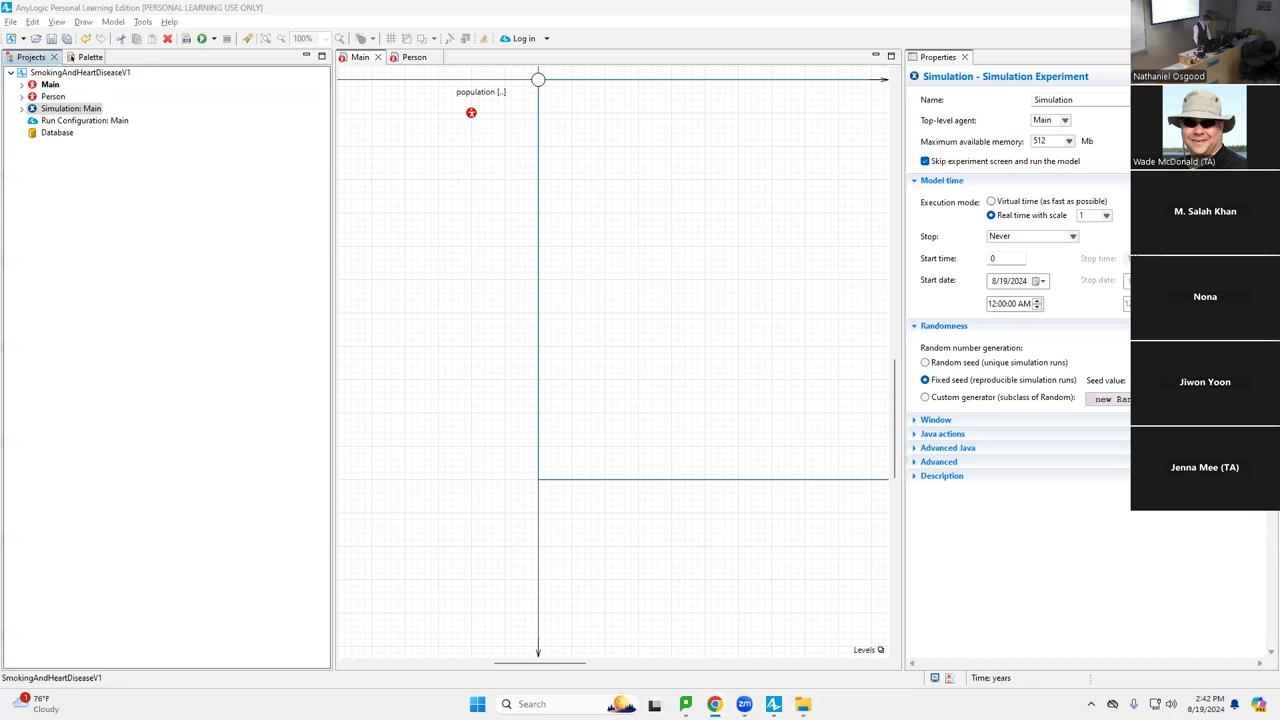 AnyLogic Personal Learning Edition [PERSONAL LEARNING USE ONLY]
File Edit View Draw Model Tools Help
100% Log in
Projects Palette
SmokingAndHeartDiseaseV1
Main
Person
Simulation: Main
Run Configuration: Main
Database
Main Person
population [..]
Levels
Properties
Simulation - Simulation Experiment
Name: Simulation
Top-level agent: Main
Maximum available memory: 512 Mb
Skip experiment screen and run the model
Model time
Execution mode: Virtual time (as fast as possible)
Real time with scale 1
Stop: Never
Start time: 0 Stop time:
Start date: 8/19/2024 Stop date:
12:00:00 AM
Randomness
Random number generation:
Random seed (unique simulation runs)
Fixed seed (reproducible simulation runs) Seed value:
Custom generator (subclass of Random): new Rar
Window
Java actions
Advanced Java
Advanced
Description
Nathaniel Osgood
Wade McDonald (TA)
M. Salah Khan
Nona
Jiwon Yoon
Jenna Mee (TA)
SmokingAndHeartDiseaseV1
Time: years
1
76°F
Cloudy
Search
2:42 PM
8/19/2024